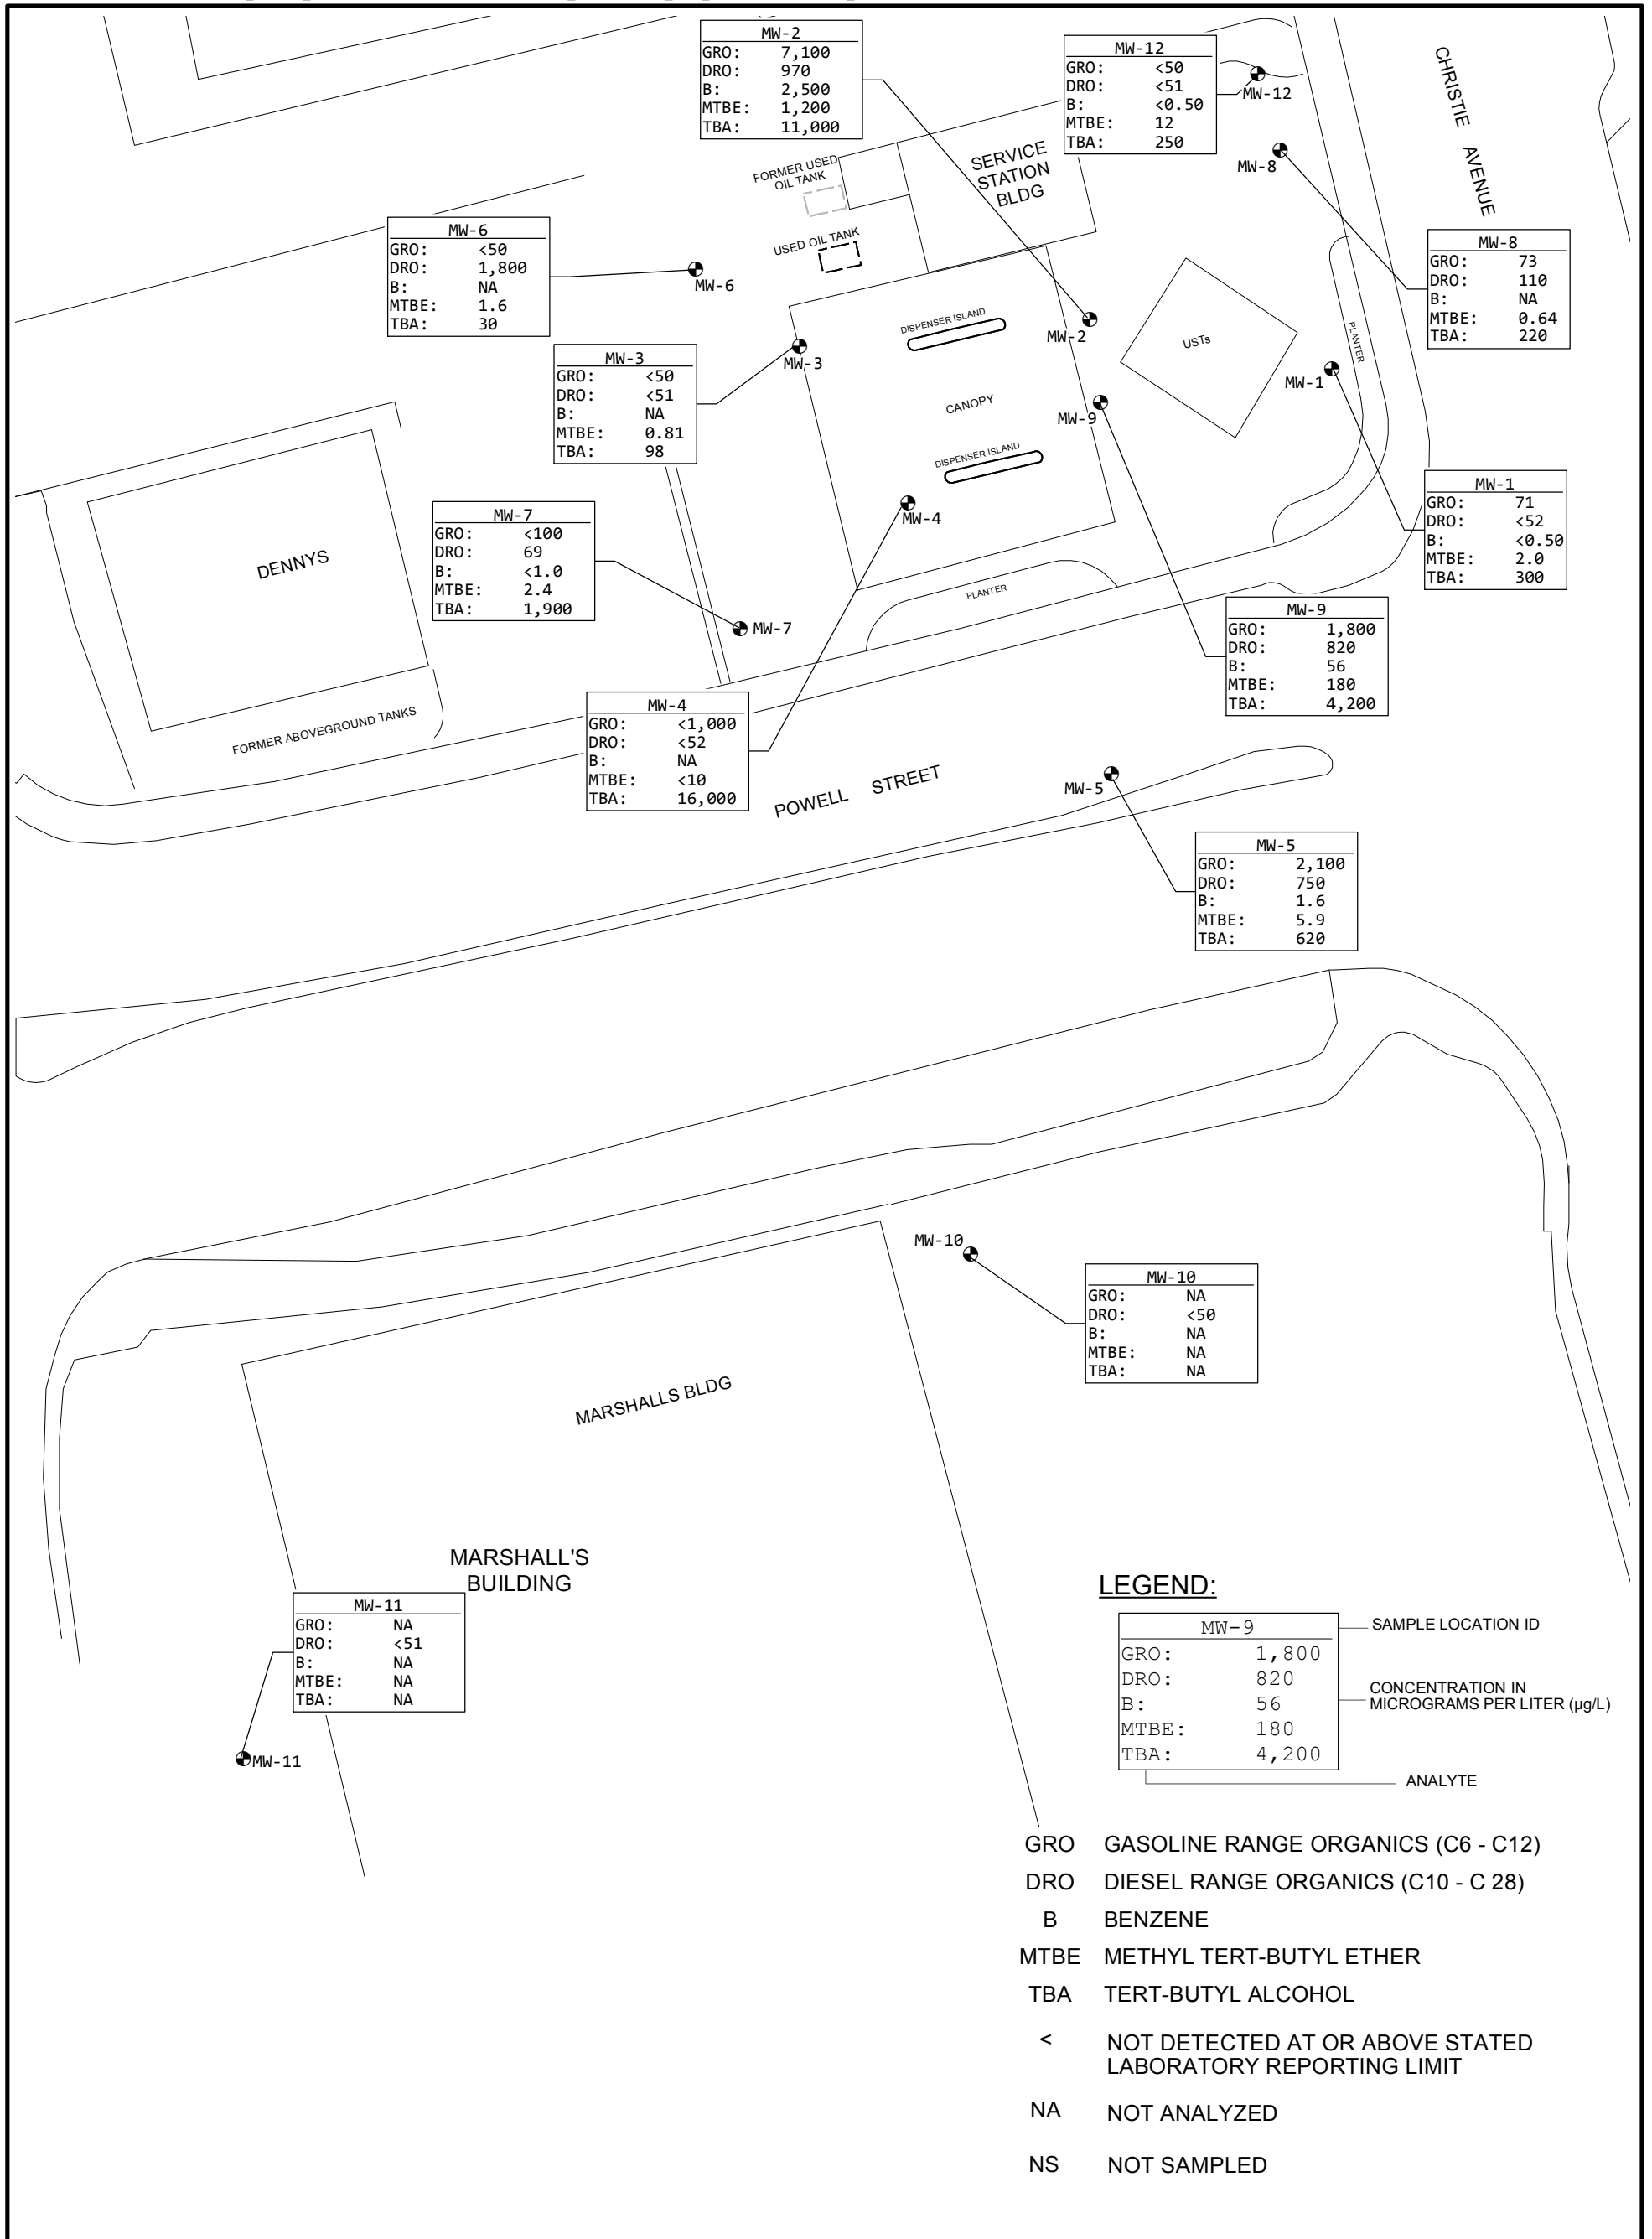 MW-2
GRO: 7,100
DRO: 970
B: 2,500
MTBE: 1,200
TBA: 11,000
MW-12
GRO: <50
DRO: <51
B: <0.50
MTBE: 12
TBA: 250
MW-12
CHRISTIE AVENUE
MW-8
SERVICE
STATION
BLDG
FORMER USED
OIL TANK
USED OIL TANK
MW-6
GRO: <50
DRO: 1,800
B: NA
MTBE: 1.6
TBA: 30
MW-6
MW-8
GRO: 73
DRO: 110
B: NA
MTBE: 0.64
TBA: 220
DISPENSER ISLAND
MW-2
USTs
PLANTER
MW-3
GRO: <50
DRO: <51
B: NA
MTBE: 0.81
TBA: 98
MW-3
MW-1
CANOPY
MW-9
DISPENSER ISLAND
MW-1
GRO: 71
DRO: <52
B: <0.50
MTBE: 2.0
TBA: 300
MW-7
GRO: <100
DRO: 69
B: <1.0
MTBE: 2.4
TBA: 1,900
MW-4
DENNYS
PLANTER
MW-7
MW-9
GRO: 1,800
DRO: 820
B: 56
MTBE: 180
TBA: 4,200
FORMER ABOVEGROUND TANKS
MW-4
GRO: <1,000
DRO: <52
B: NA
MTBE: <10
TBA: 16,000
POWELL STREET
MW-5
MW-5
GRO: 2,100
DRO: 750
B: 1.6
MTBE: 5.9
TBA: 620
MW-10
MW-10
GRO: NA
DRO: <50
B: NA
MTBE: NA
TBA: NA
MARSHALLS BLDG
MARSHALL'S
BUILDING
MW-11
GRO: NA
DRO: <51
B: NA
MTBE: NA
TBA: NA
MW-11
LEGEND:
MW-9
GRO: 1,800
DRO: 820
B: 56
MTBE: 180
TBA: 4,200
SAMPLE LOCATION ID
CONCENTRATION IN
MICROGRAMS PER LITER (µg/L)
ANALYTE
GRO GASOLINE RANGE ORGANICS (C6 - C12)
DRO DIESEL RANGE ORGANICS (C10 - C 28)
B BENZENE
MTBE METHYL TERT-BUTYL ETHER
TBA TERT-BUTYL ALCOHOL
< NOT DETECTED AT OR ABOVE STATED
LABORATORY REPORTING LIMIT
NA NOT ANALYZED
NS NOT SAMPLED